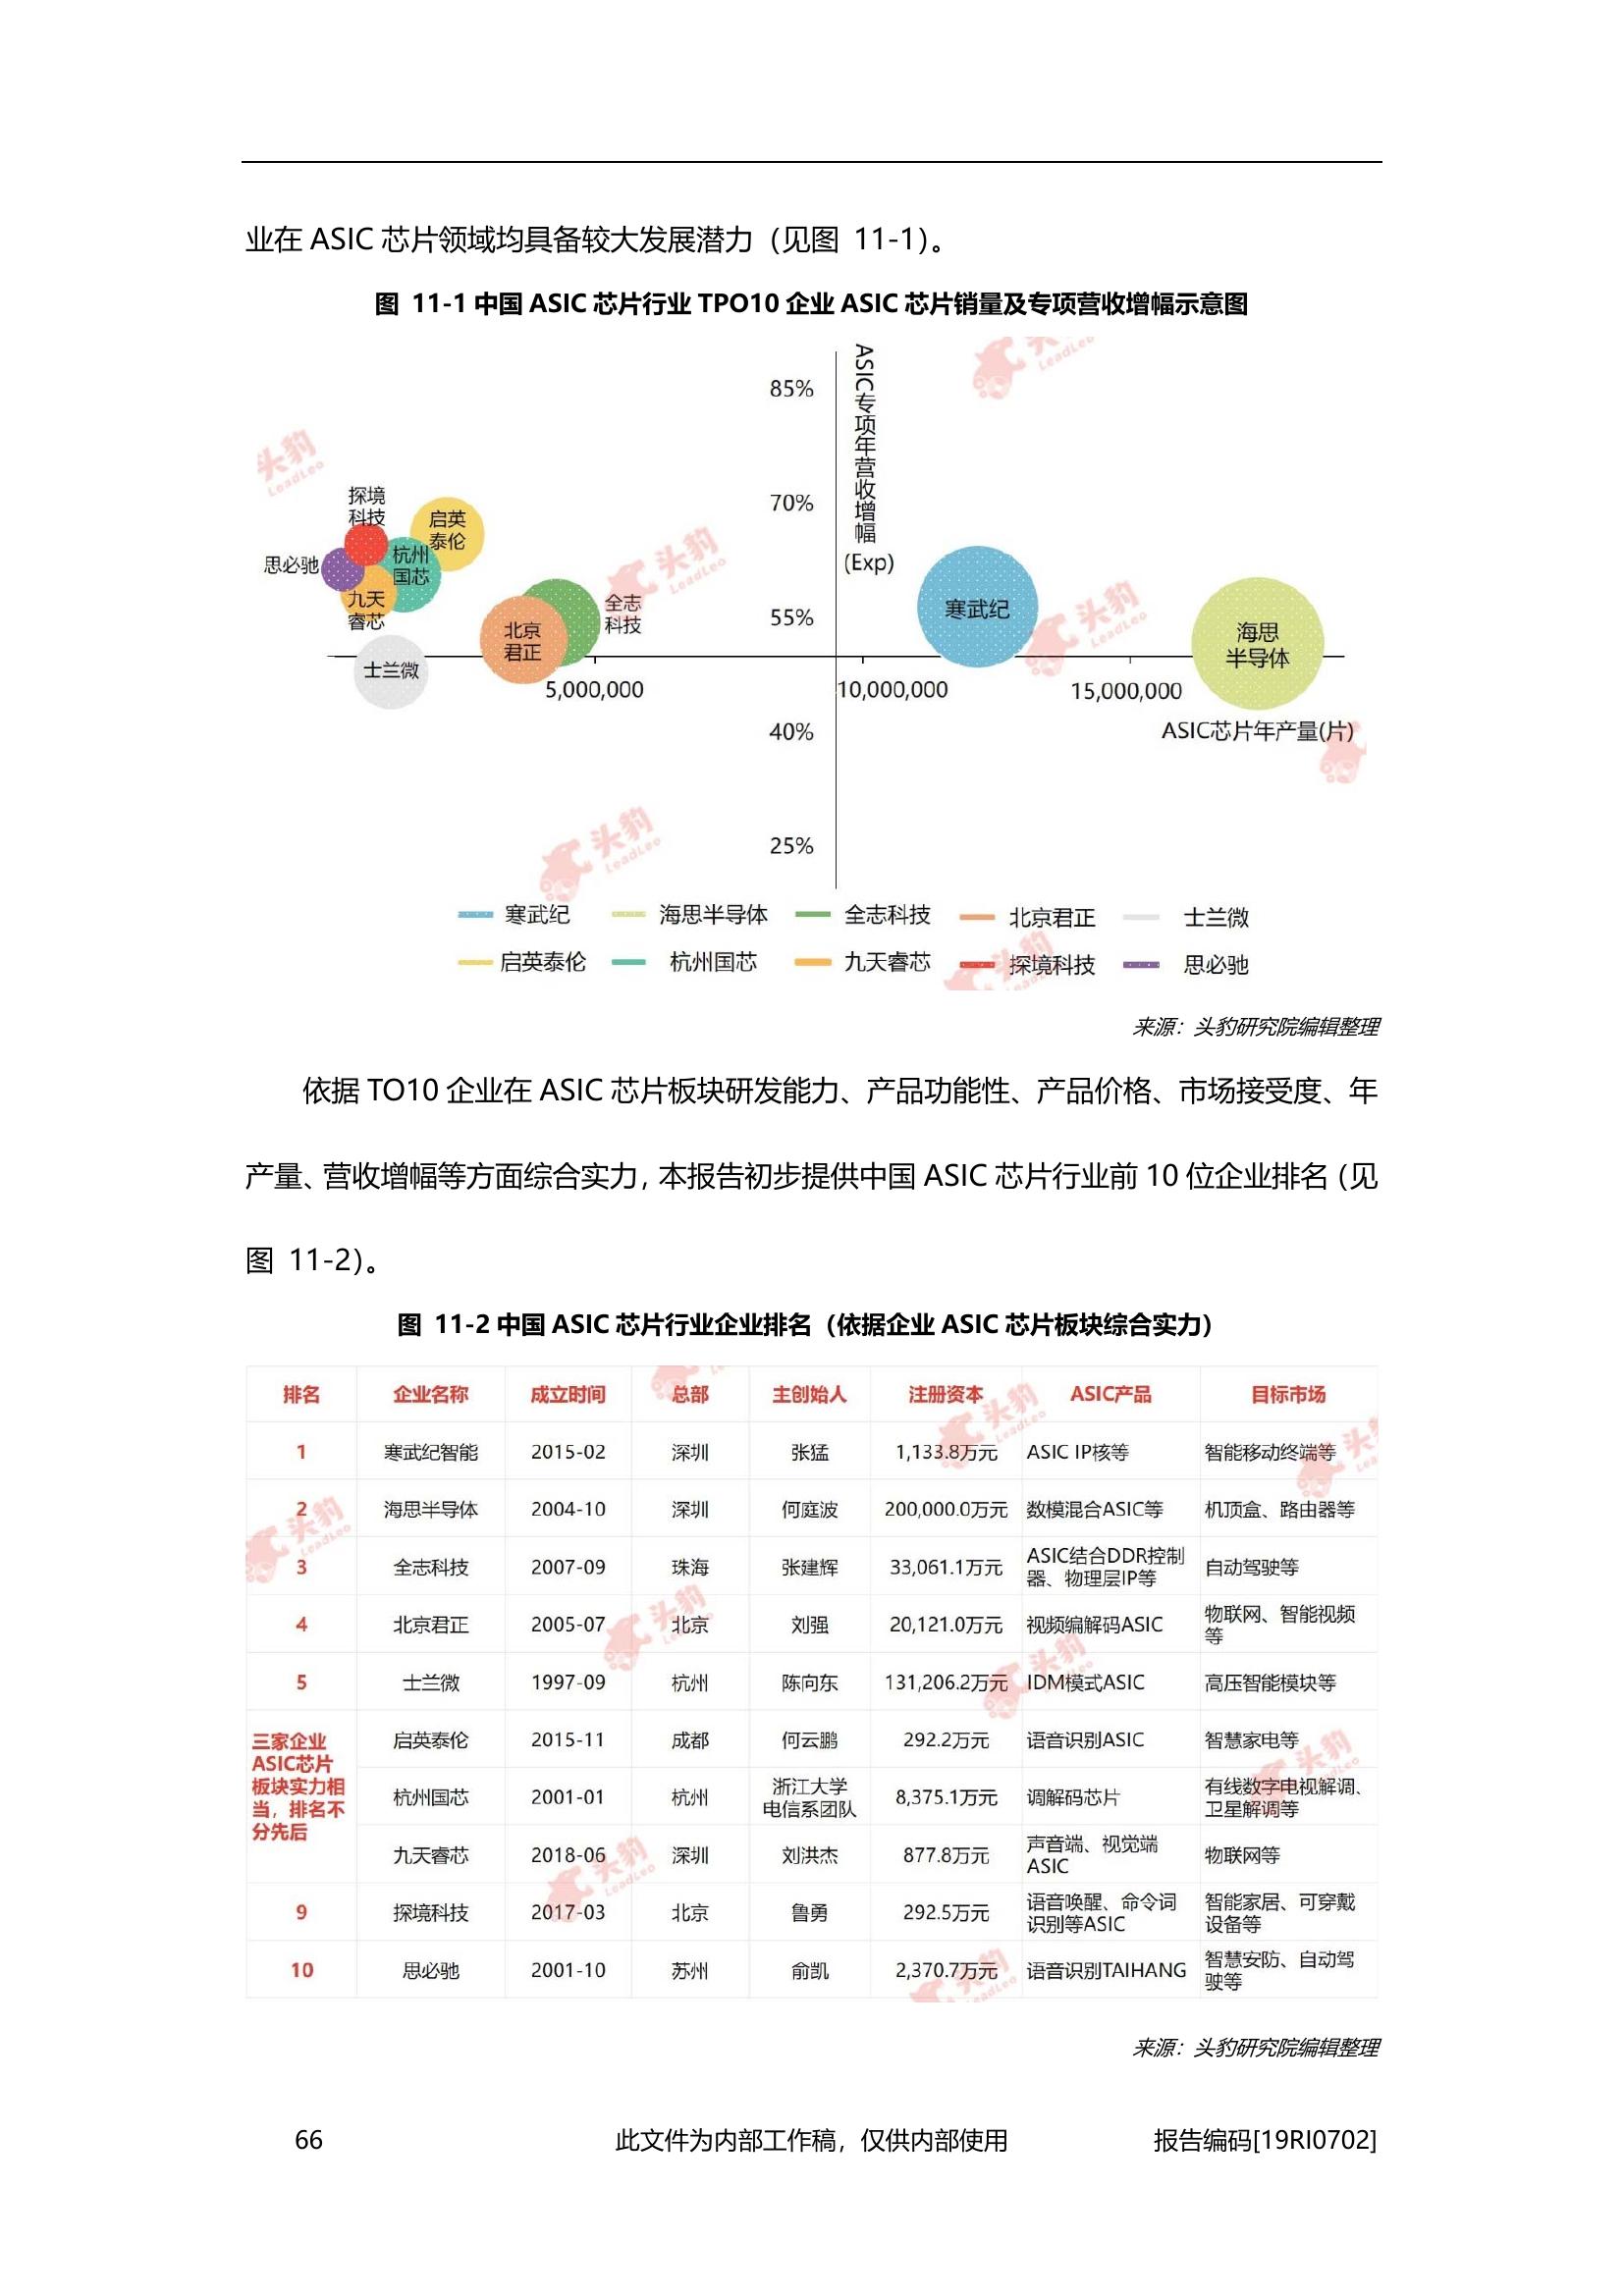 业在 ASIC 芯片领域均具备较大发展潜力（见图 11-1）。
图 11-1 中国 ASIC 芯片行业 TPO10 企业 ASIC 芯片销量及专项营收增幅示意图
ASIC专项年营收增幅
(Exp)
85%
70%
55%
40%
25%
探境
科技
启英
泰伦
思必驰
杭州
国芯
九天
睿芯
士兰微
北京
君正
全志
科技
寒武纪
海思
半导体
5,000,000
10,000,000
15,000,000
ASIC芯片年产量(片)
寒武纪 海思半导体 全志科技 北京君正 士兰微
启英泰伦 杭州国芯 九天睿芯 探境科技 思必驰
来源：头豹研究院编辑整理
依据 TO10 企业在 ASIC 芯片板块研发能力、产品功能性、产品价格、市场接受度、年
产量、营收增幅等方面综合实力，本报告初步提供中国 ASIC 芯片行业前 10 位企业排名（见
图 11-2）。
图 11-2 中国 ASIC 芯片行业企业排名（依据企业 ASIC 芯片板块综合实力）
排名 企业名称 成立时间 总部 主创始人 注册资本 ASIC产品 目标市场
1 寒武纪智能 2015-02 深圳 张猛 1,133.8万元 ASIC IP核等 智能移动终端等
2 海思半导体 2004-10 深圳 何庭波 200,000.0万元 数模混合ASIC等 机顶盒、路由器等
3 全志科技 2007-09 珠海 张建辉 33,061.1万元 ASIC结合DDR控制
器、物理层IP等 自动驾驶等
4 北京君正 2005-07 北京 刘强 20,121.0万元 视频编解码ASIC 物联网、智能视频
等
5 士兰微 1997-09 杭州 陈向东 131,206.2万元 IDM模式ASIC 高压智能模块等
三家企业
ASIC芯片
板块实力相
当，排名不
分先后
启英泰伦 2015-11 成都 何云鹏 292.2万元 语音识别ASIC 智慧家电等
杭州国芯 2001-01 杭州 浙江大学
电信系团队 8,375.1万元 调解码芯片 有线数字电视解调、
卫星解调等
九天睿芯 2018-06 深圳 刘洪杰 877.8万元 声音端、视觉端
ASIC 物联网等
9 探境科技 2017-03 北京 鲁勇 292.5万元 语音唤醒、命令词
识别等ASIC 智能家居、可穿戴
设备等
10 思必驰 2001-10 苏州 俞凯 2,370.7万元 语音识别TAIHANG 智慧安防、自动驾
驶等
来源：头豹研究院编辑整理
66 此文件为内部工作稿，仅供内部使用 报告编码[19RI0702]
头豹
LeadLeo